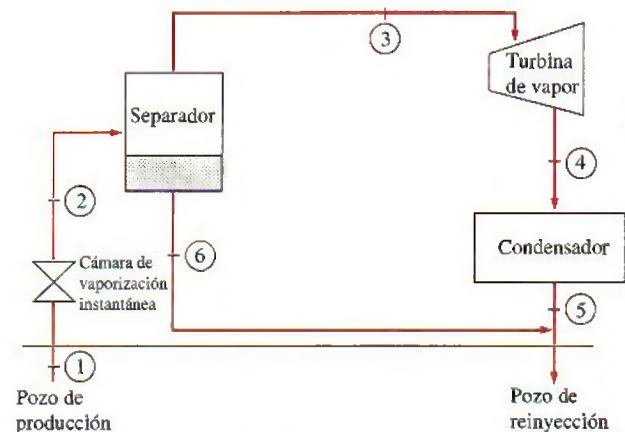 3
Turbina
de vapor
Separador
2
4
6
Cámara de
vaporización
instantánea
Condensador
5
1
Pozo de
producción
Pozo de
reinyección